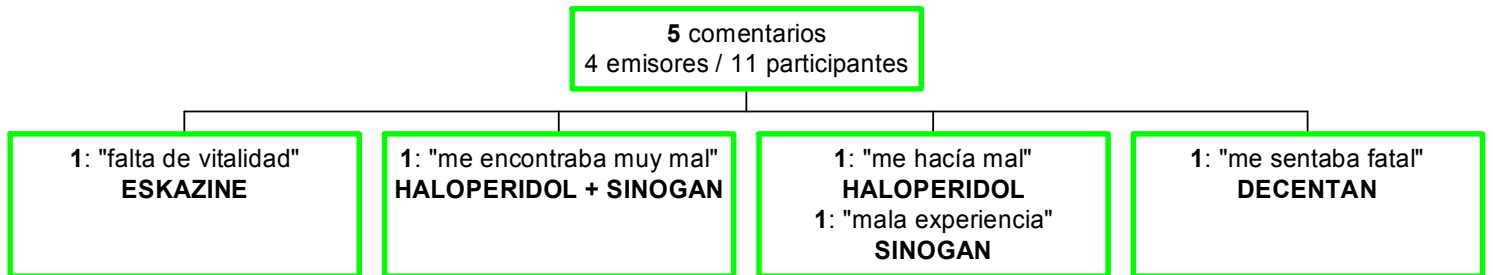 5 comentarios
4 emisores / 11 participantes
1: "falta de vitalidad"
ESKAZINE
1: "me encontraba muy mal"
HALOPERIDOL + SINOGAN
1: "me hacía mal"
HALOPERIDOL
1: "mala experiencia"
SINOGAN
1: "me sentaba fatal"
DECENTAN